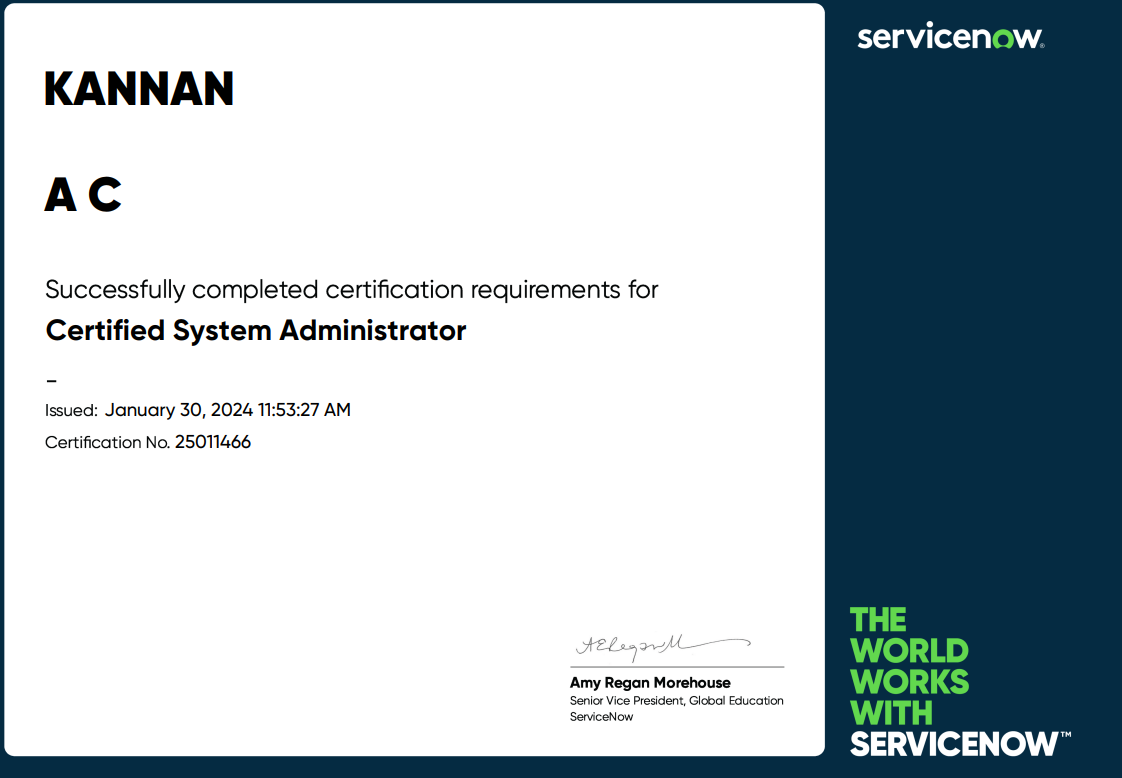 servicenow®
KANNAN
A C
Successfully completed certification requirements for
Certified System Administrator
–
Issued: January 30, 2024 11:53:27 AM
Certification No. 25011466
Amy Regan Morehouse
Senior Vice President, Global Education
ServiceNow
THE
WORLD
WORKS
WITH
SERVICENOW™